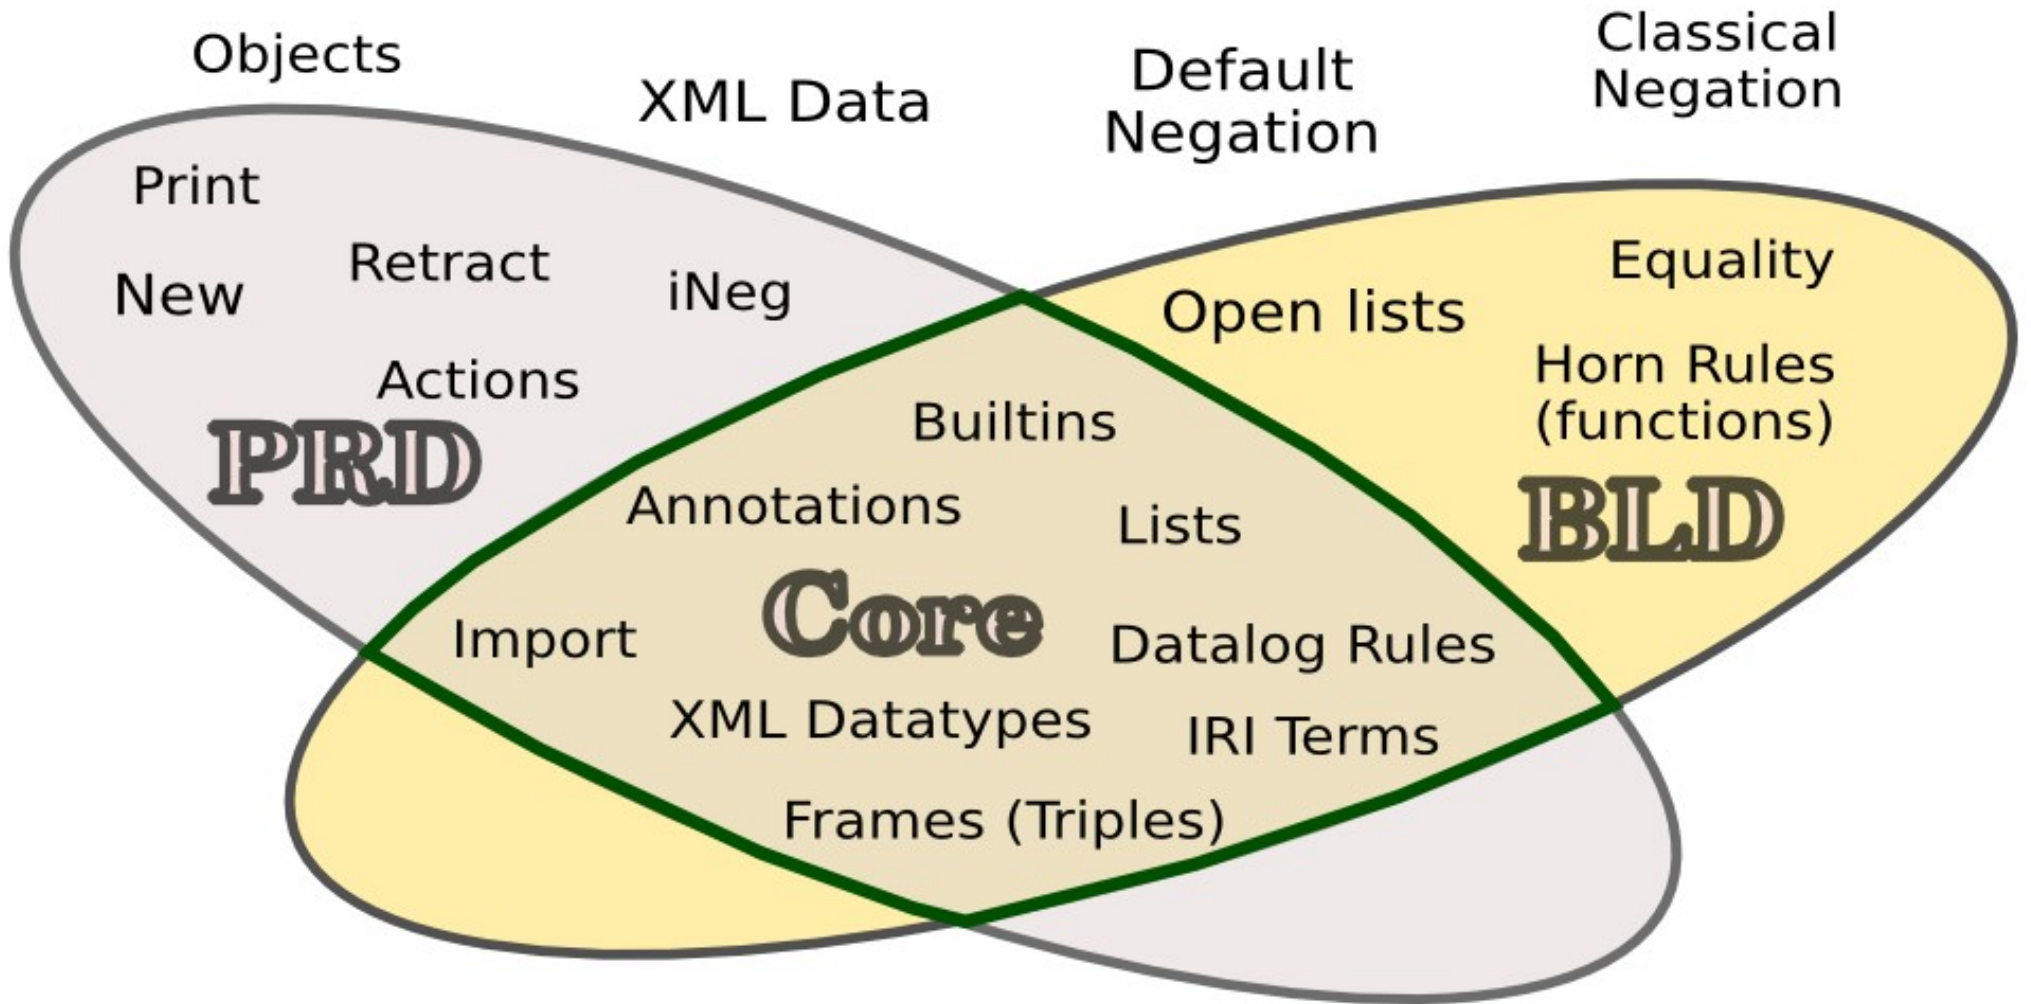 Objects
XML Data
Default
Negation
Classical
Negation
Print
New
Retract
iNeg
Actions
PRD
Open lists
Equality
Horn Rules
(functions)
BLD
Builtins
Annotations
Lists
Core
Import
Datalog Rules
XML Datatypes
IRI Terms
Frames (Triples)